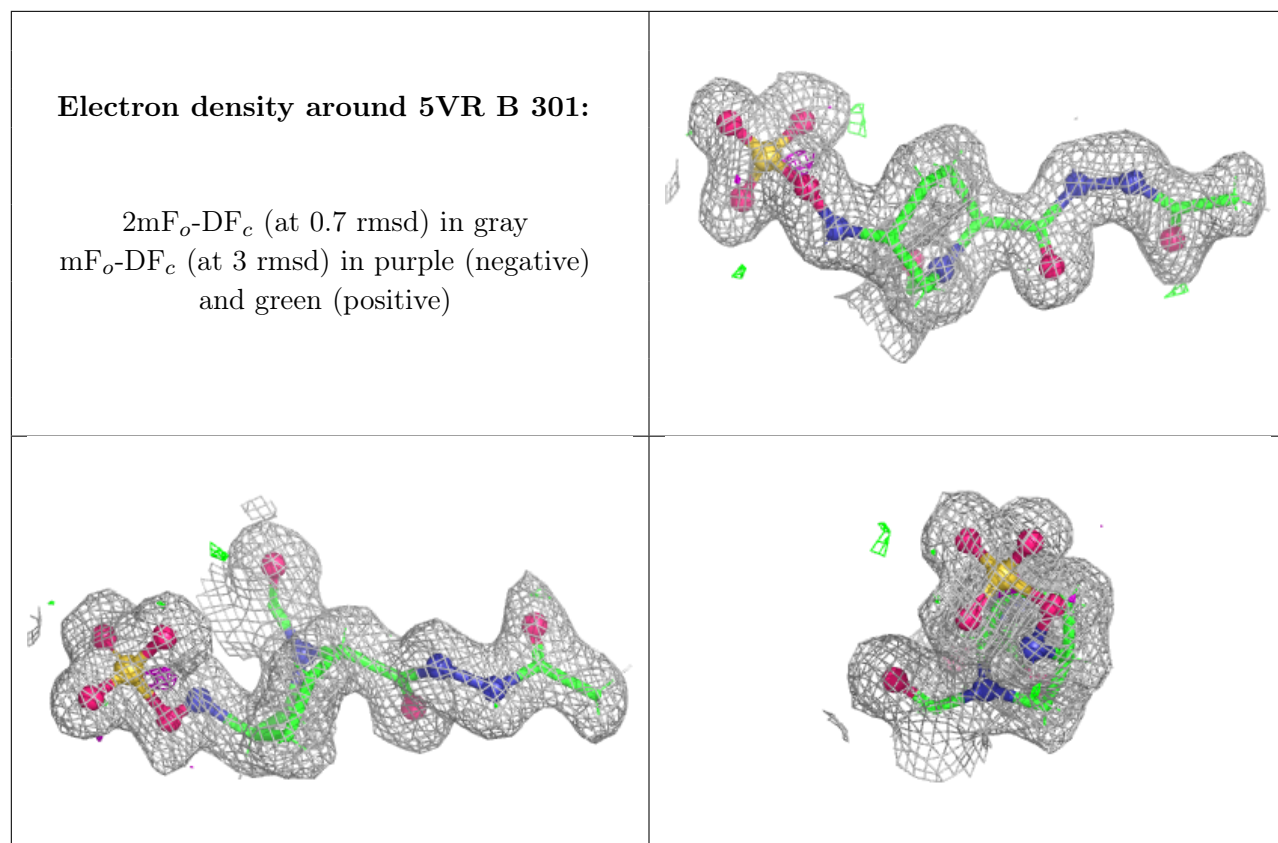 Electron density around 5VR B 301:
2mFo-DFc (at 0.7 rmsd) in gray
mFo-DFc (at 3 rmsd) in purple (negative)
and green (positive)